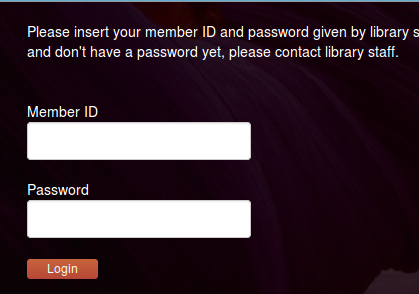 Please insert your member ID and password given by library
and don't have a password yet, please contact library staff.
Member ID
Password
Login